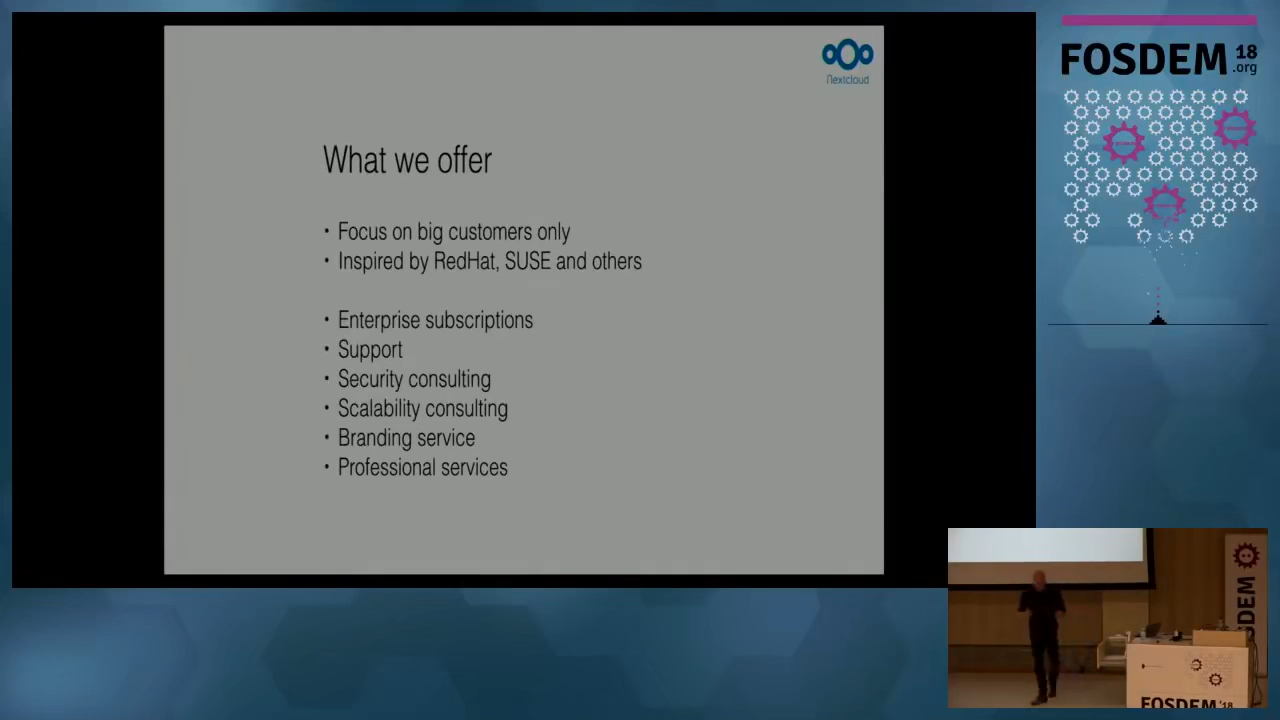 Nextcloud
What we offer
• Focus on big customers only
• Inspired by RedHat, SUSE and others
• Enterprise subscriptions
• Support
• Security consulting
• Scalability consulting
• Branding service
• Professional services
FOSDEM 18
.org
FOSDEM '18